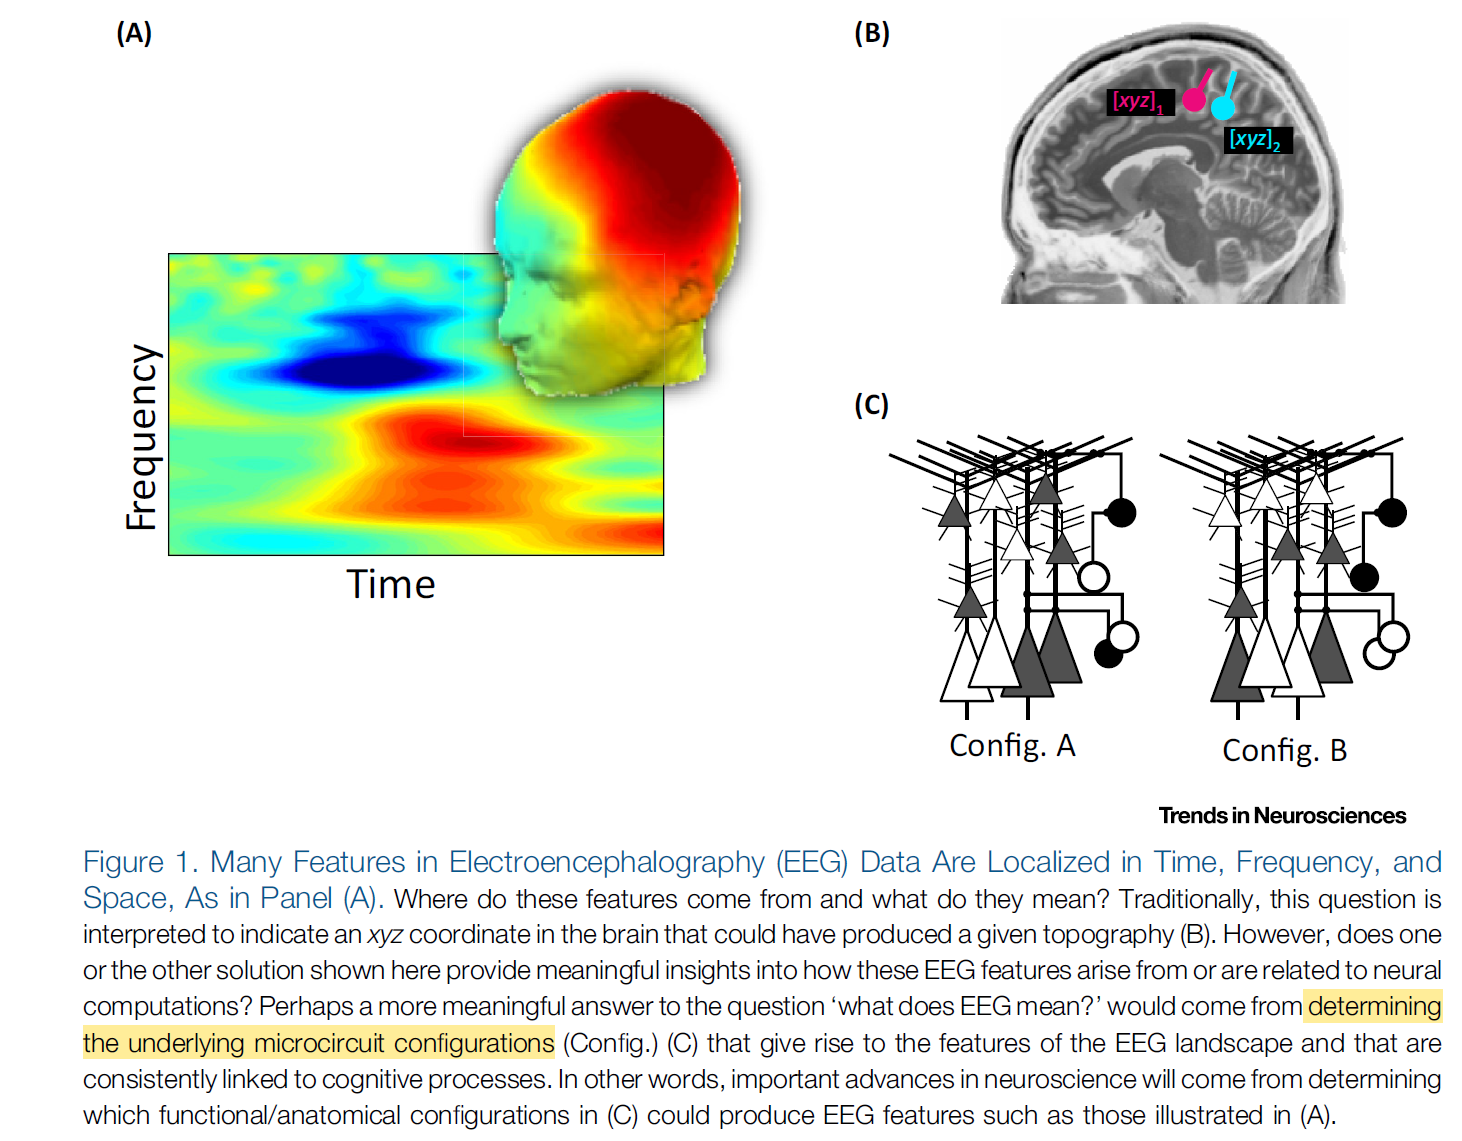 (A)
(B)
[xyz]1
[xyz]2
Frequency
Time
(C)
Config. A
Config. B
Trends in Neurosciences
Figure 1. Many Features in Electroencephalography (EEG) Data Are Localized in Time, Frequency, and
Space, As in Panel (A). Where do these features come from and what do they mean? Traditionally, this question is
interpreted to indicate an xyz coordinate in the brain that could have produced a given topography (B). However, does one
or the other solution shown here provide meaningful insights into how these EEG features arise from or are related to neural
computations? Perhaps a more meaningful answer to the question ‘what does EEG mean?’ would come from determining
the underlying microcircuit configurations (Config.) (C) that give rise to the features of the EEG landscape and that are
consistently linked to cognitive processes. In other words, important advances in neuroscience will come from determining
which functional/anatomical configurations in (C) could produce EEG features such as those illustrated in (A).